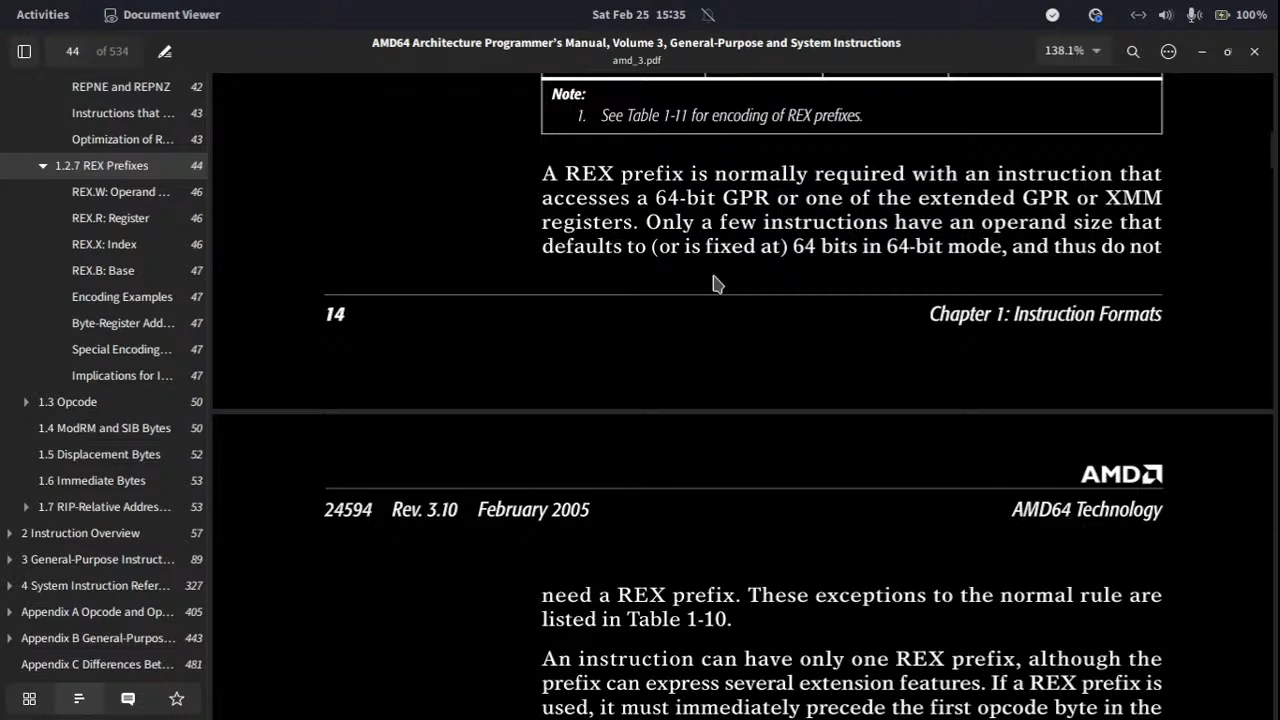 Activities
Document Viewer
Sat Feb 25 15:35
100%
44 of 534
AMD64 Architecture Programmer's Manual, Volume 3, General-Purpose and System Instructions
amd_3.pdf
138.1%
REPNE and REPNZ 42
Instructions that ... 43
Optimization of R... 43
1.2.7 REX Prefixes 44
REX.W: Operand ... 46
REX.R: Register 46
REX.X: Index 46
REX.B: Base 47
Encoding Examples 47
Byte-Register Add... 47
Special Encoding... 47
Implications for I... 47
1.3 Opcode 50
1.4 ModRM and SIB Bytes 50
1.5 Displacement Bytes 52
1.6 Immediate Bytes 53
1.7 RIP-Relative Addres... 53
2 Instruction Overview 57
3 General-Purpose Instruct... 89
4 System Instruction Refer... 327
Appendix A Opcode and Op... 405
Appendix B General-Purpos... 443
Appendix C Differences Bet... 481
Note:
1. See Table 1-11 for encoding of REX prefixes.
A REX prefix is normally required with an instruction that
accesses a 64-bit GPR or one of the extended GPR or XMM
registers. Only a few instructions have an operand size that
defaults to (or is fixed at) 64 bits in 64-bit mode, and thus do not
14
Chapter 1: Instruction Formats
AMD
24594 Rev. 3.10 February 2005
AMD64 Technology
need a REX prefix. These exceptions to the normal rule are
listed in Table 1-10.
An instruction can have only one REX prefix, although the
prefix can express several extension features. If a REX prefix is
used, it must immediately precede the first opcode byte in the